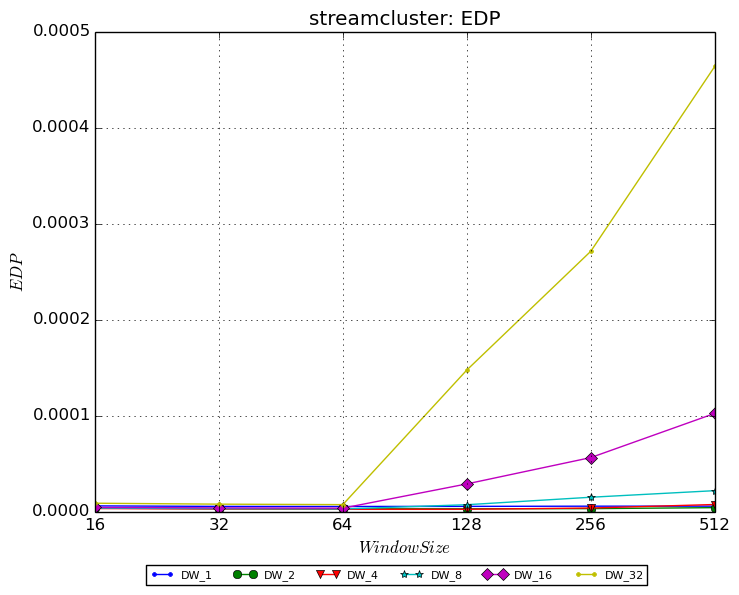 streamcluster: EDP
0.0005
0.0004
0.0003
0.0002
0.0001
0.0000
EDP
16 32 64 128 256 512
WindowSize
DW_1 DW_2 DW_4 DW_8 DW_16 DW_32